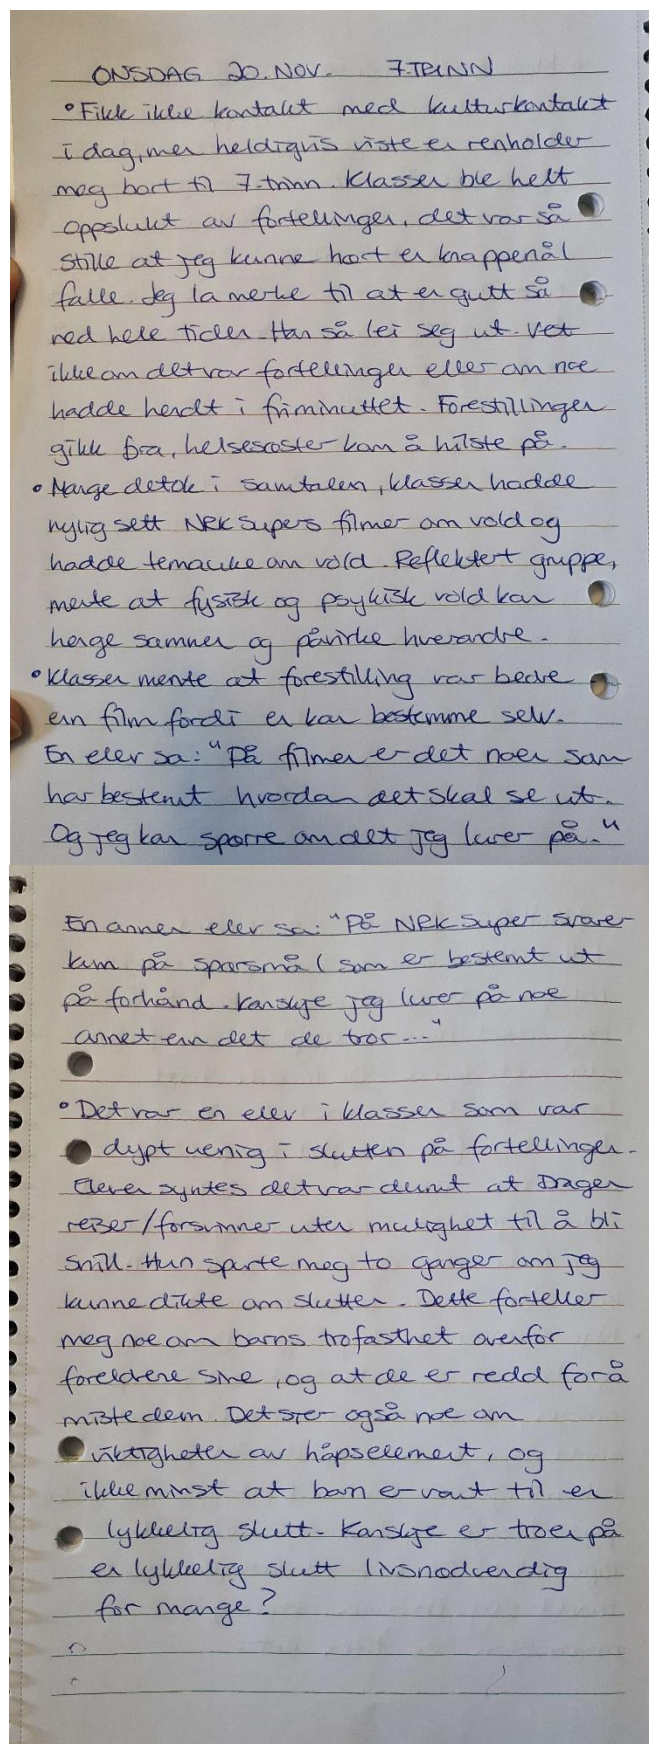 ONSDAG 20. NOV. 7.TRINN
• Fikk ikke kontakt med kulturkontakt
i dag, men heldigvis viste en renholder
meg bort til 7.trinn. Klassen ble helt
oppslukt av fortellingen, det var så
stille at jeg kunne hørt en knappenål
falle. Jeg la merke til at en gutt så
ned hele tiden. Han så lei seg ut. Vet
ikke om det var fortellingen eller om noe
hadde hendt i friminuttet. Forestillingen
gikk bra, helsesøster kom å hilste på.
• Mange deltok i samtalen, klassen hadde
nylig sett NRK Supers filmer om vold og
hadde temauke om vold. Reflektert gruppe,
mente at fysisk og psykisk vold kan
henge sammen og påvirke hverandre.
• Klassen mente at forestilling var bedre
enn film fordi en kan bestemme selv.
En elev sa: "På filmen er det noen som
har bestemt hvordan det skal se ut.
Og jeg kan spørre om det jeg lurer på."
En annen elev sa: "På NRK Super svarer
kun på spørsmål som er bestemt ut
på forhånd. Kanskje jeg lurer på noe
annet enn det de tror..."
• Det var en elev i klassen som var
dypt uenig i slutten på fortellingen.
Eleven syntes det var dumt at Dragen
reiser/forsvinner uten mulighet til å bli
snill. Hun spurte meg to ganger om jeg
kunne dikte om slutten. Dette forteller
meg noe om barns trofasthet overfor
foreldrene sine, og at de er redd for å
miste dem. Det sier også noe om
viktigheten av håpselement, og
ikke minst at barn er vant til en
lykkelig slutt. Kanskje er troen på
en lykkelig slutt livsnødvendig
for mange?